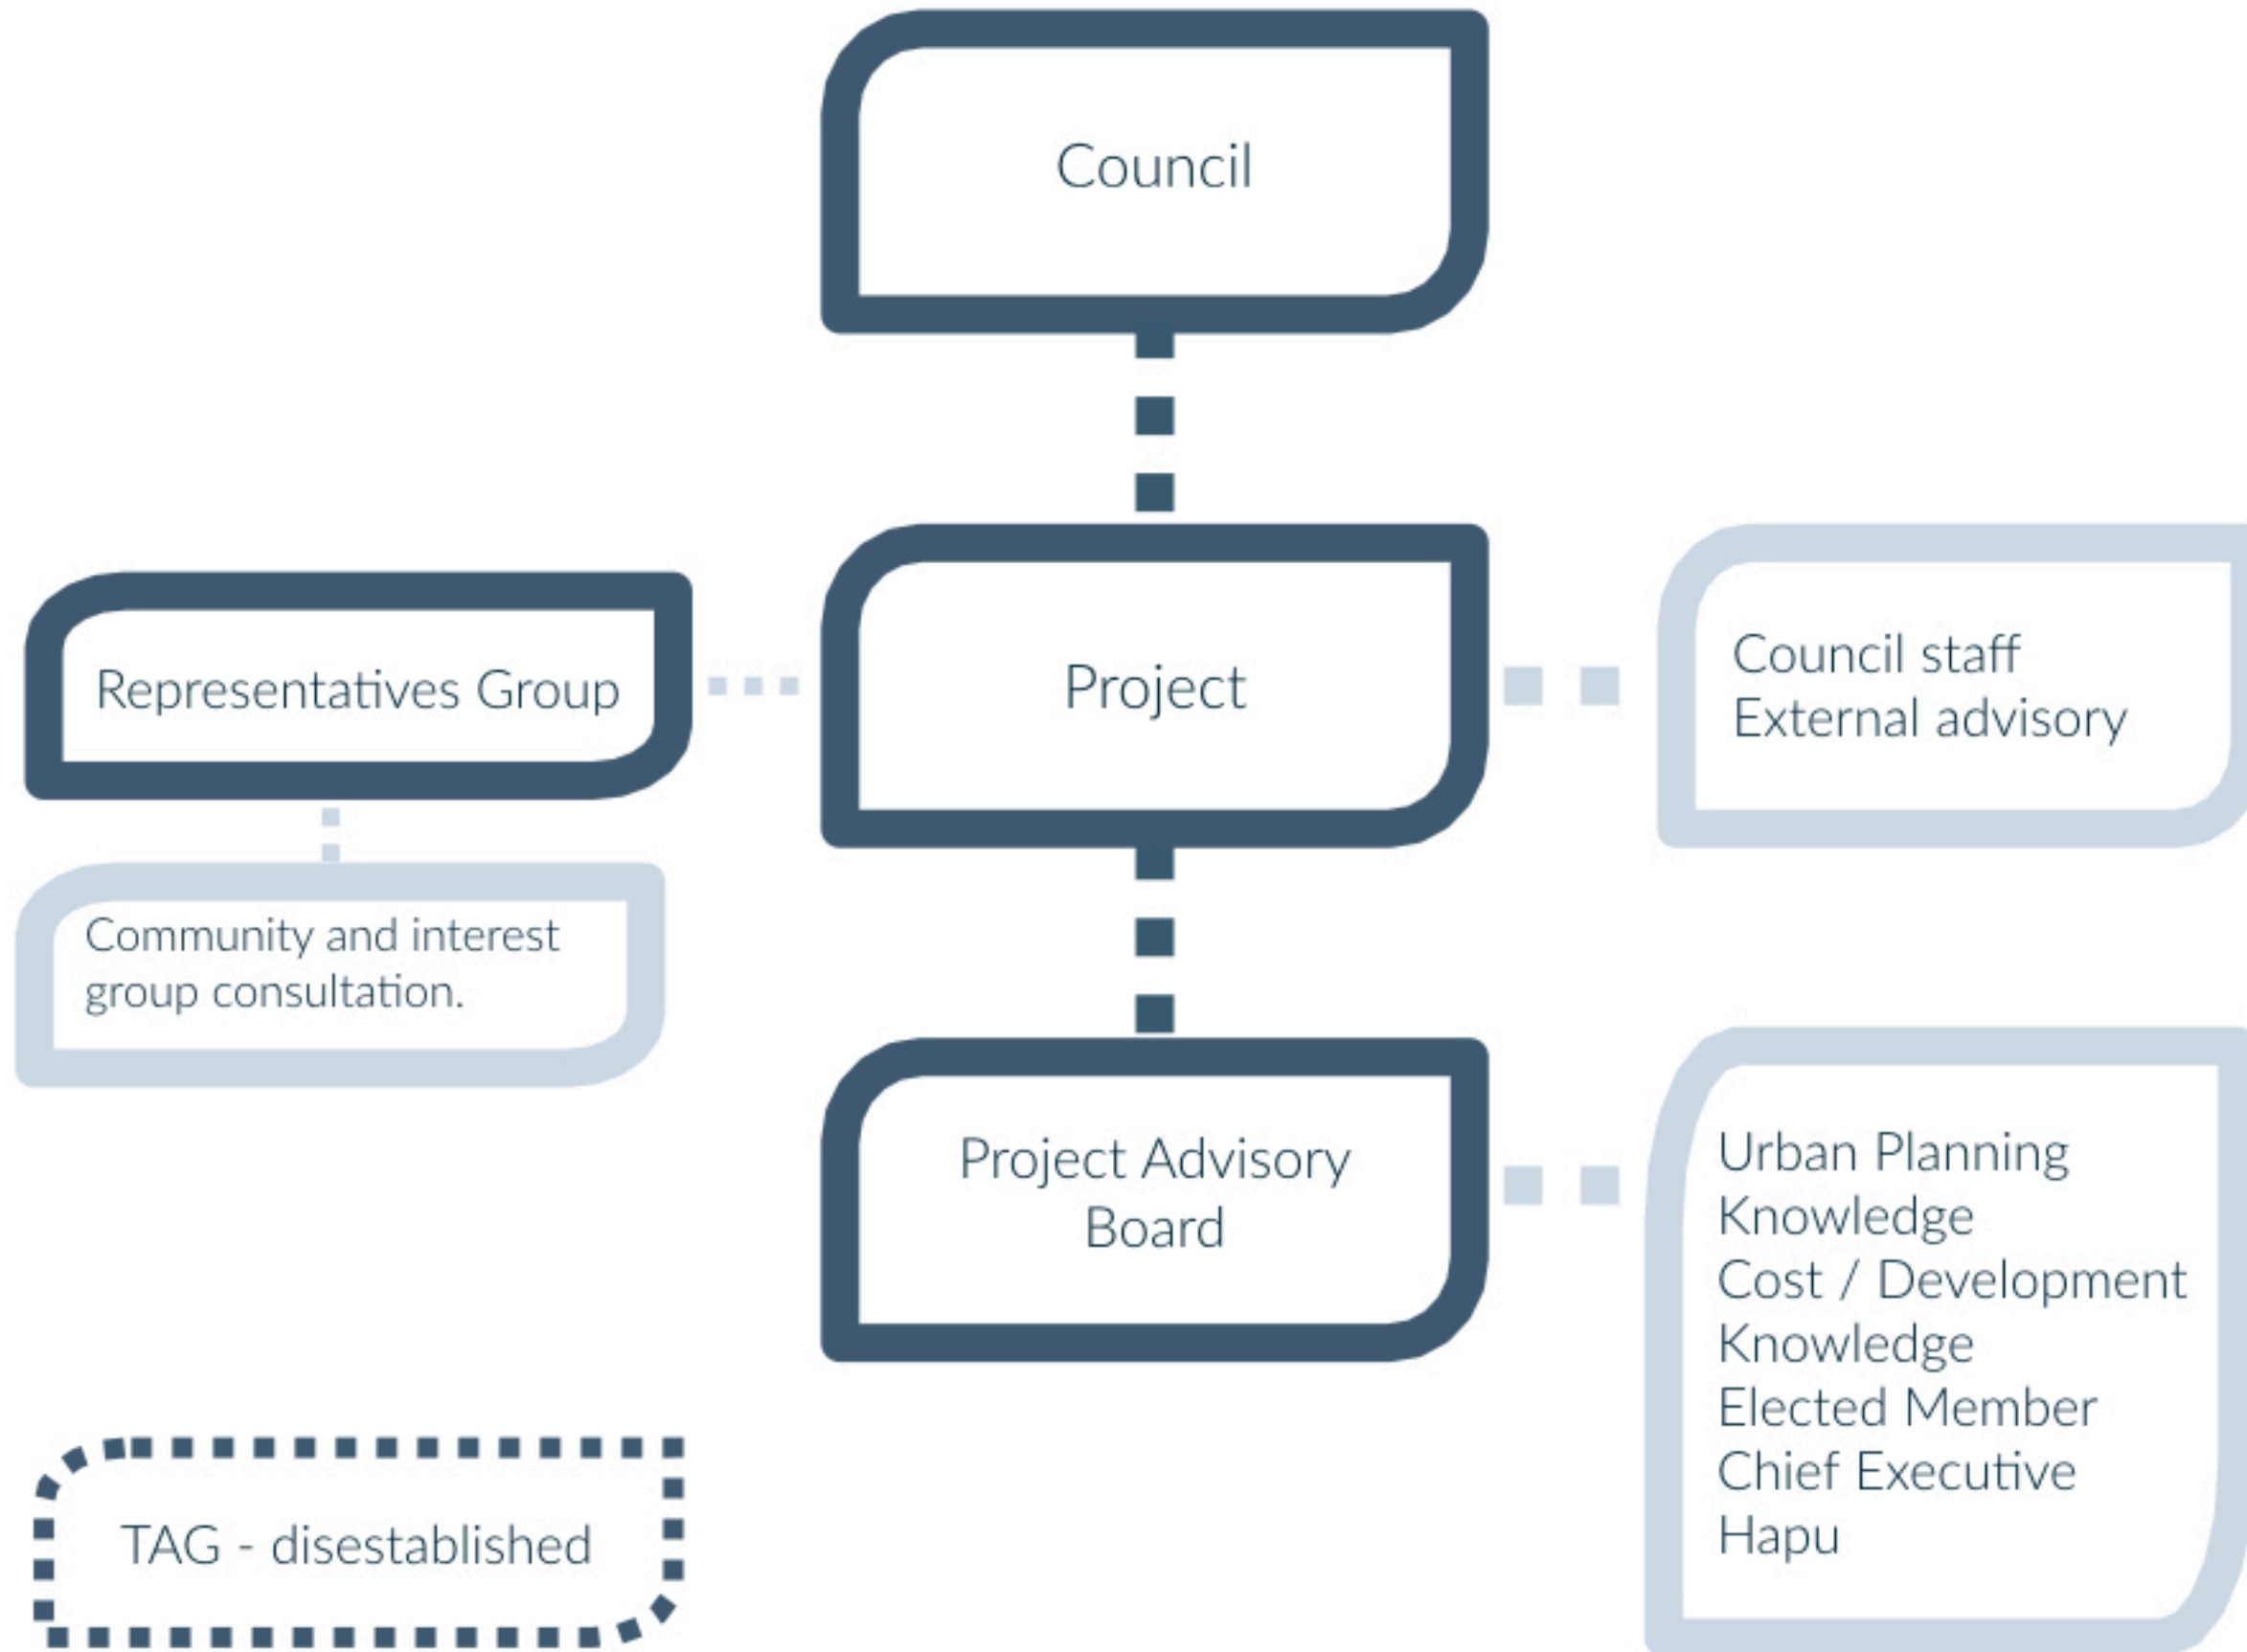 Council
Representatives Group
Project
Council staff
External advisory
Community and interest
group consultation.
Project Advisory
Board
Urban Planning
Knowledge
Cost / Development
Knowledge
Elected Member
Chief Executive
Hapu
TAG - disestablished